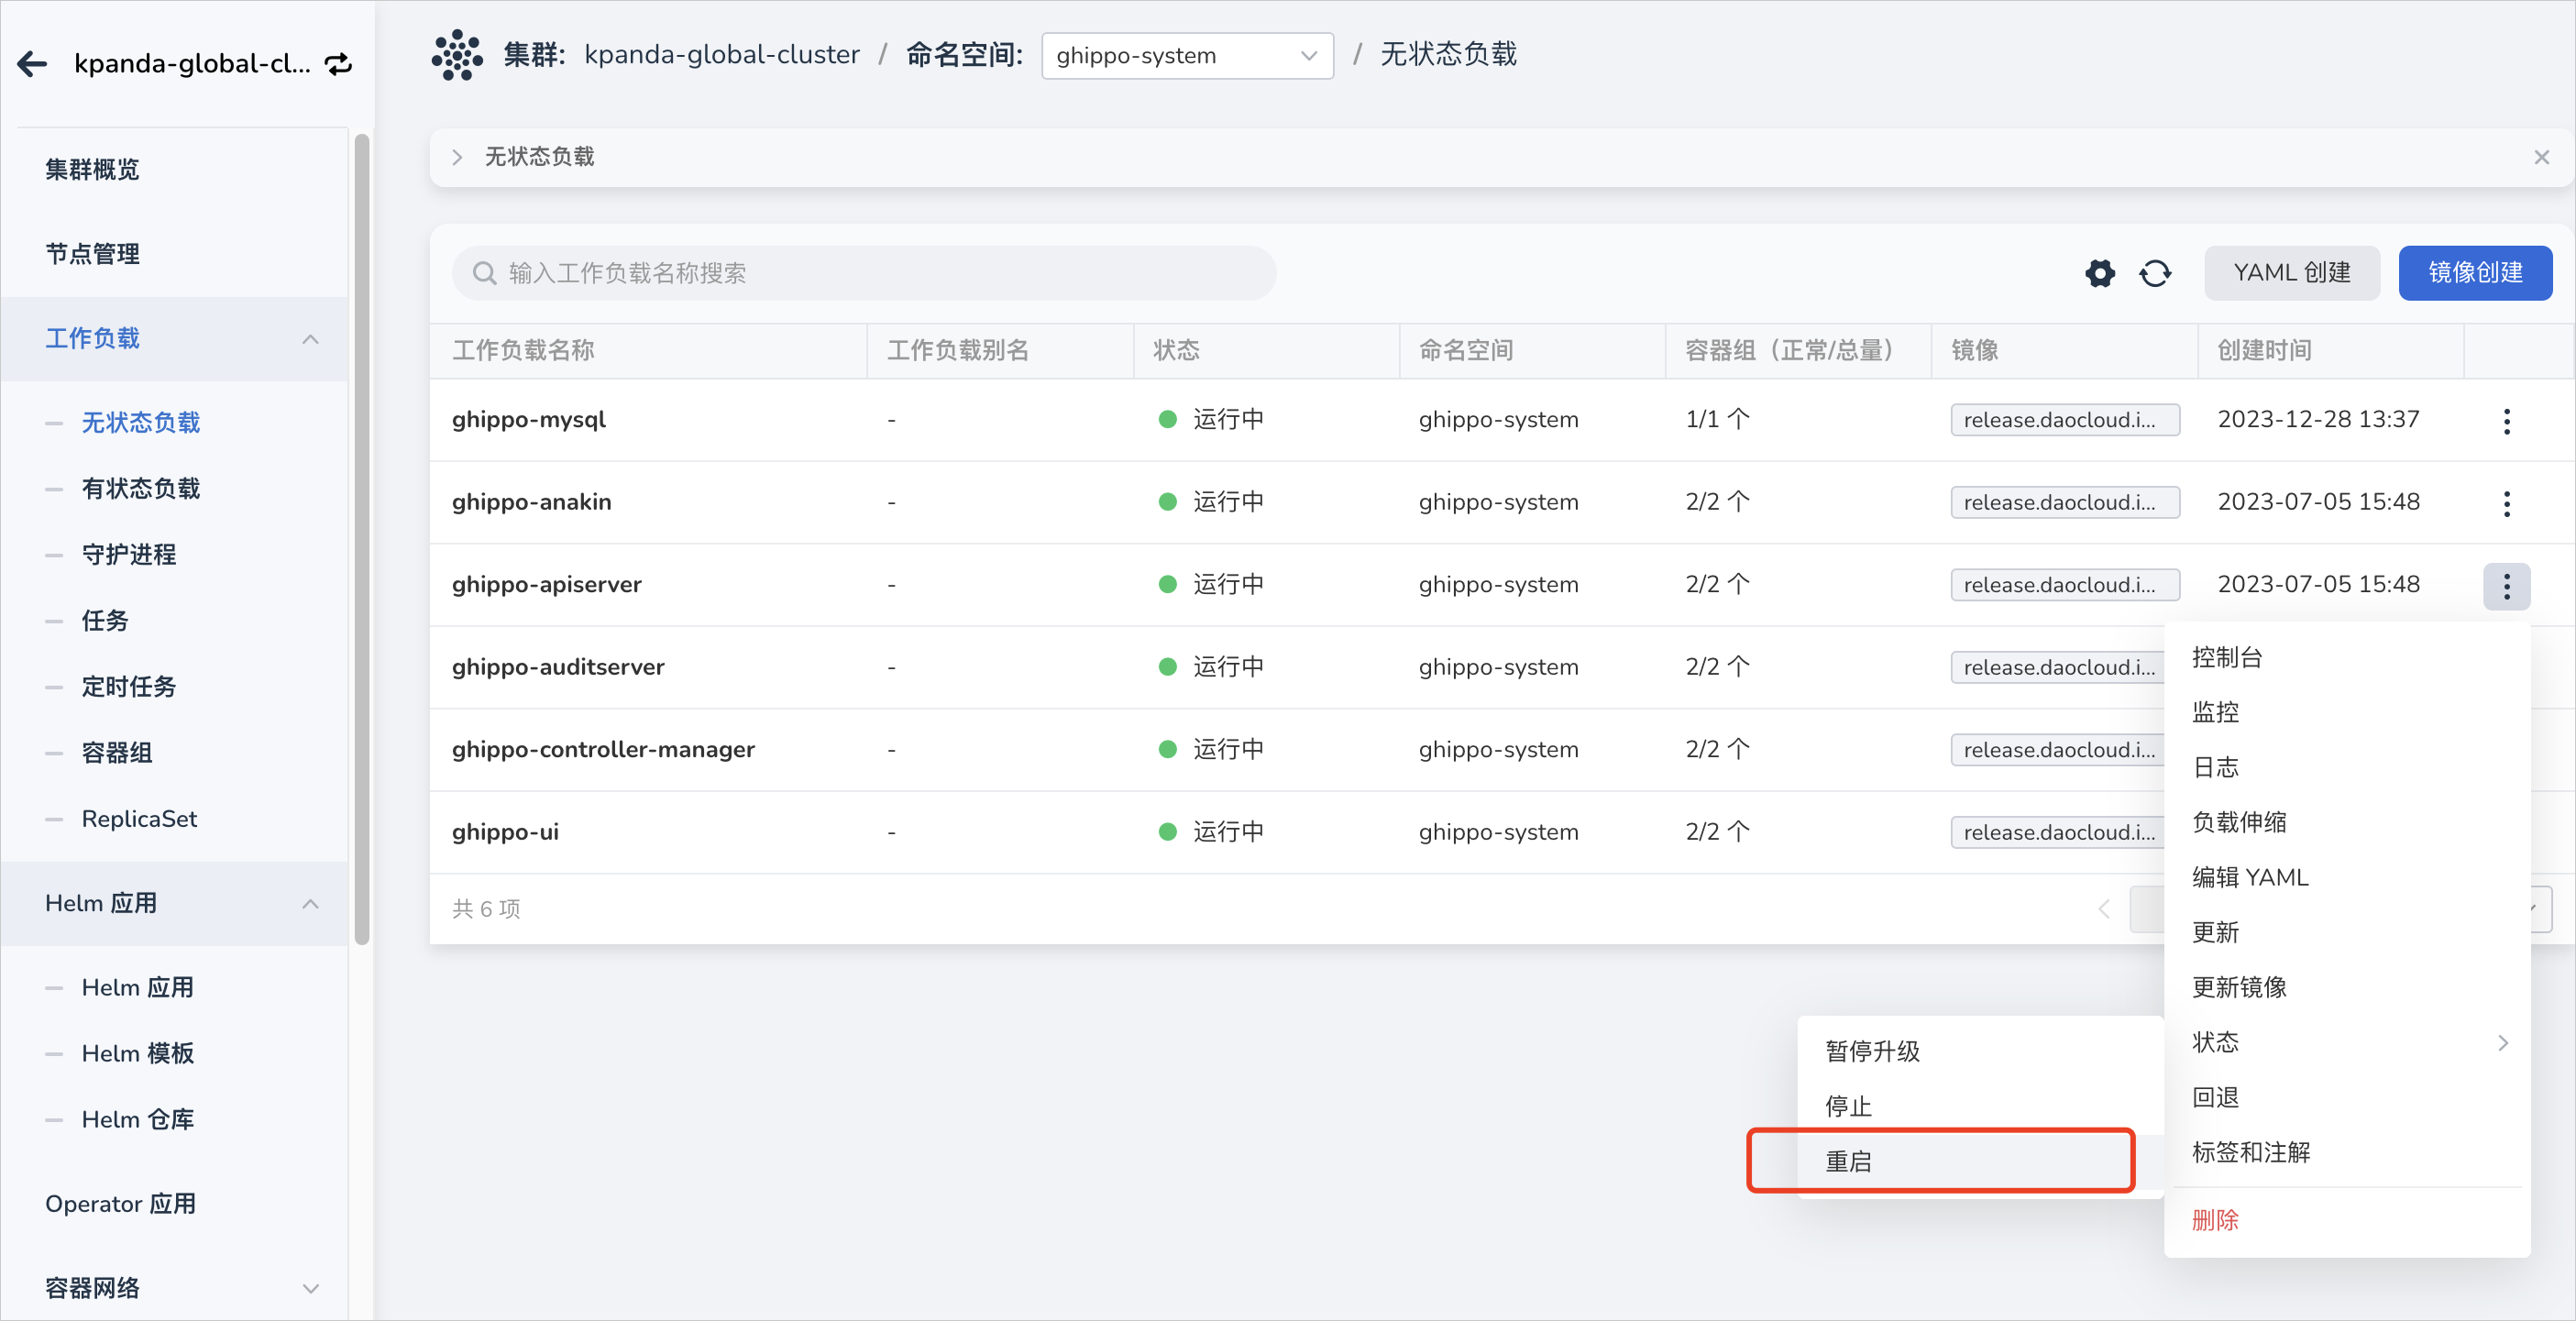 kpanda-global-cl...
集群: kpanda-global-cluster / 命名空间: ghippo-system / 无状态负载
集群概览
节点管理
工作负载
无状态负载
有状态负载
守护进程
任务
定时任务
容器组
ReplicaSet
Helm 应用
Helm 应用
Helm 模板
Helm 仓库
Operator 应用
容器网络
无状态负载
输入工作负载名称搜索
YAML 创建
镜像创建
工作负载名称 工作负载别名 状态 命名空间 容器组（正常/总量） 镜像 创建时间
ghippo-mysql - 运行中 ghippo-system 1/1 个 release.daocloud.i... 2023-12-28 13:37
ghippo-anakin - 运行中 ghippo-system 2/2 个 release.daocloud.i... 2023-07-05 15:48
ghippo-apiserver - 运行中 ghippo-system 2/2 个 release.daocloud.i... 2023-07-05 15:48
ghippo-auditserver - 运行中 ghippo-system 2/2 个 release.daocloud.i...
ghippo-controller-manager - 运行中 ghippo-system 2/2 个 release.daocloud.i...
ghippo-ui - 运行中 ghippo-system 2/2 个 release.daocloud.i...
共 6 项
控制台
监控
日志
负载伸缩
编辑 YAML
更新
更新镜像
状态
回退
标签和注解
删除
暂停升级
停止
重启